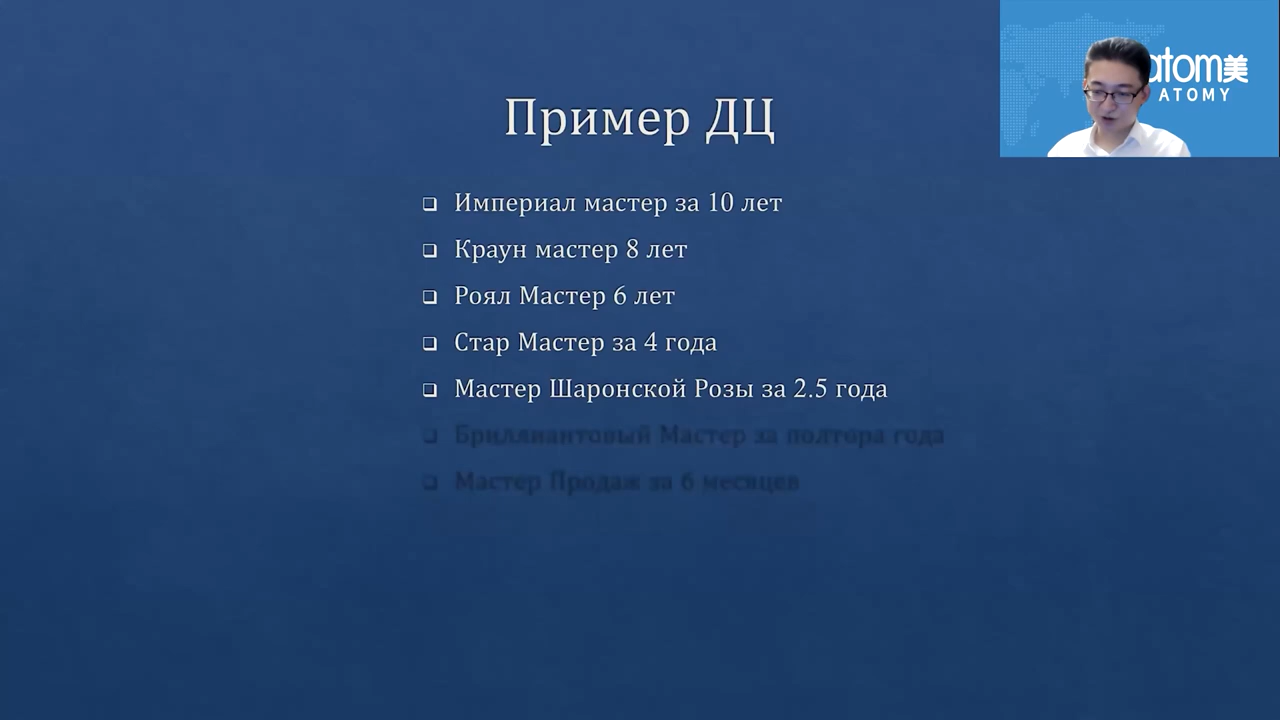 atom美
ATOMY
Пример ДЦ
Империал мастер за 10 лет
Краун мастер 8 лет
Роял Мастер 6 лет
Стар Мастер за 4 года
Мастер Шаронской Розы за 2.5 года
Бриллиантовый Мастер за полтора года
Мастер Продаж за 6 месяцев